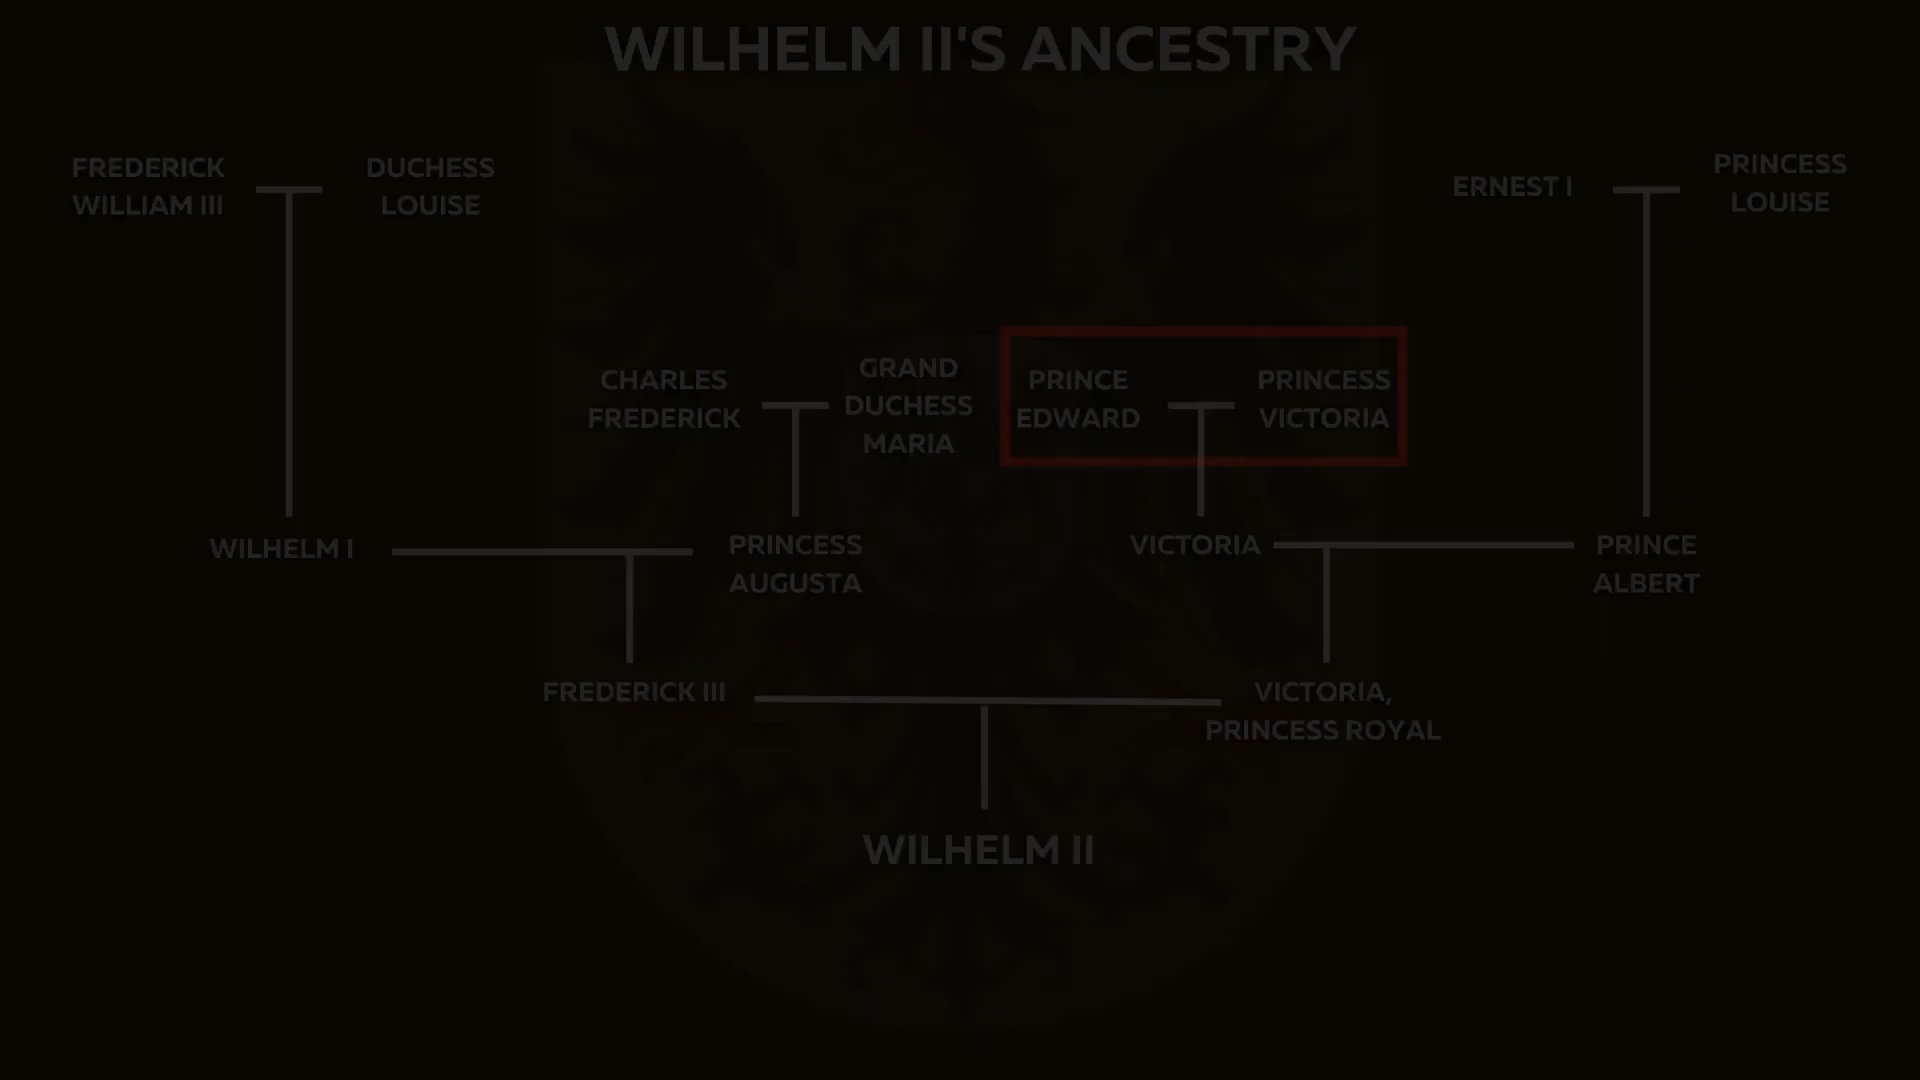 WILHELM II'S ANCESTRY
FREDERICK
WILLIAM III
DUCHESS
LOUISE
ERNEST I
PRINCESS
LOUISE
CHARLES
FREDERICK
GRAND
DUCHESS
MARIA
PRINCE
EDWARD
PRINCESS
VICTORIA
WILHELM I
PRINCESS
AUGUSTA
VICTORIA
PRINCE
ALBERT
FREDERICK III
VICTORIA,
PRINCESS ROYAL
WILHELM II